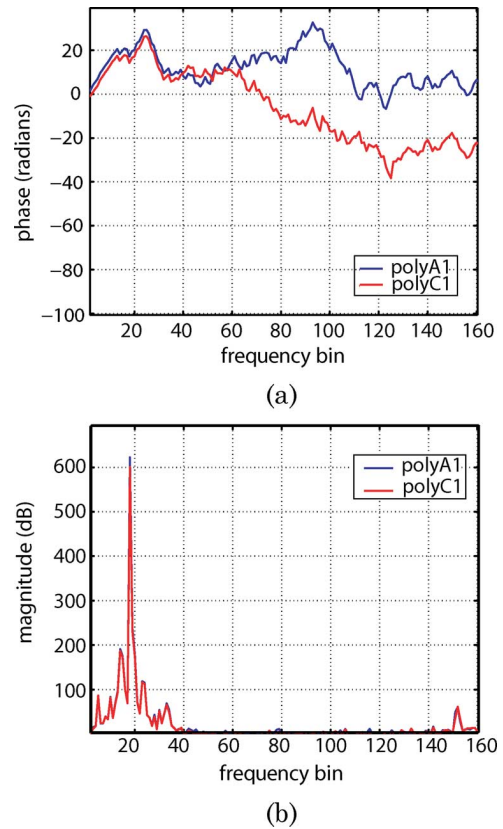 20
0
−20
−40
−60
−80
−100
phase (radians)
polyA1
polyC1
20 40 60 80 100 120 140 160
frequency bin
(a)
600
500
400
300
200
100
magnitude (dB)
polyA1
polyC1
20 40 60 80 100 120 140 160
frequency bin
(b)